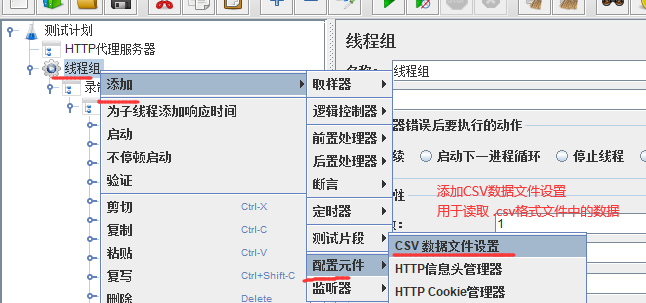 测试计划
HTTP代理服务器
线程组
线程组
线程组
添加
为子线程添加响应时间
启动
不停顿启动
验证
剪切 Ctrl-X
复制 Ctrl-C
粘贴 Ctrl-V
复写 Ctrl+Shift-C
删除 Delete
取样器
逻辑控制器
前置处理器
后置处理器
断言
定时器
测试片段
配置元件
监听器
器错误后要执行的动作
续
启动下一进程循环
停止线程
性
添加CSV数据文件设置
用于读取 .csv格式文件中的数据
1
CSV 数据文件设置
HTTP信息头管理器
HTTP Cookie管理器